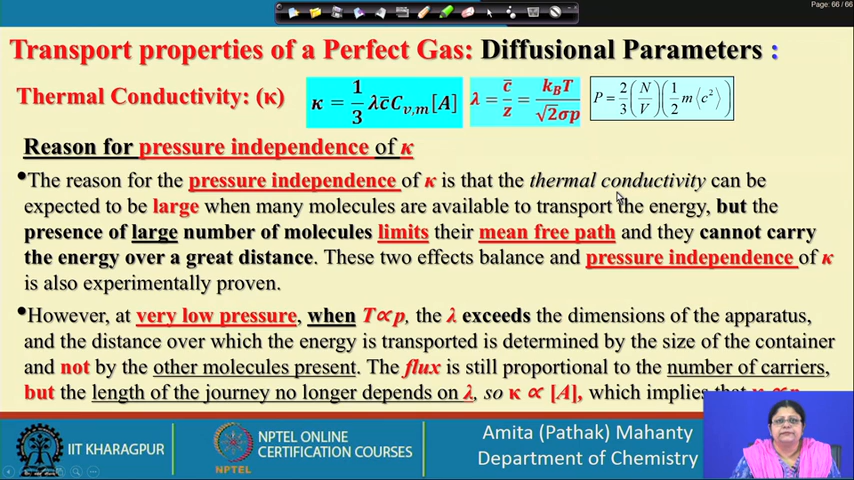 Page: 66 / 66
Transport properties of a Perfect Gas: Diffusional Parameters :
Thermal Conductivity: (κ)
κ = 1/3 λc̄C_{v,m}[A]
λ = c̄/z = k_BT/√2σp
P = 2/3 (N/V) (1/2 m⟨c²⟩)
Reason for pressure independence of κ
•The reason for the pressure independence of κ is that the thermal conductivity can be
expected to be large when many molecules are available to transport the energy, but the
presence of large number of molecules limits their mean free path and they cannot carry
the energy over a great distance. These two effects balance and pressure independence of κ
is also experimentally proven.
•However, at very low pressure, when T∝p, the λ exceeds the dimensions of the apparatus,
and the distance over which the energy is transported is determined by the size of the container
and not by the other molecules present. The flux is still proportional to the number of carriers,
but the length of the journey no longer depends on λ, so κ ∝ [A], which implies that κ ∝ p.
IIT KHARAGPUR
NPTEL
NPTEL ONLINE
CERTIFICATION COURSES
Amita (Pathak) Mahanty
Department of Chemistry